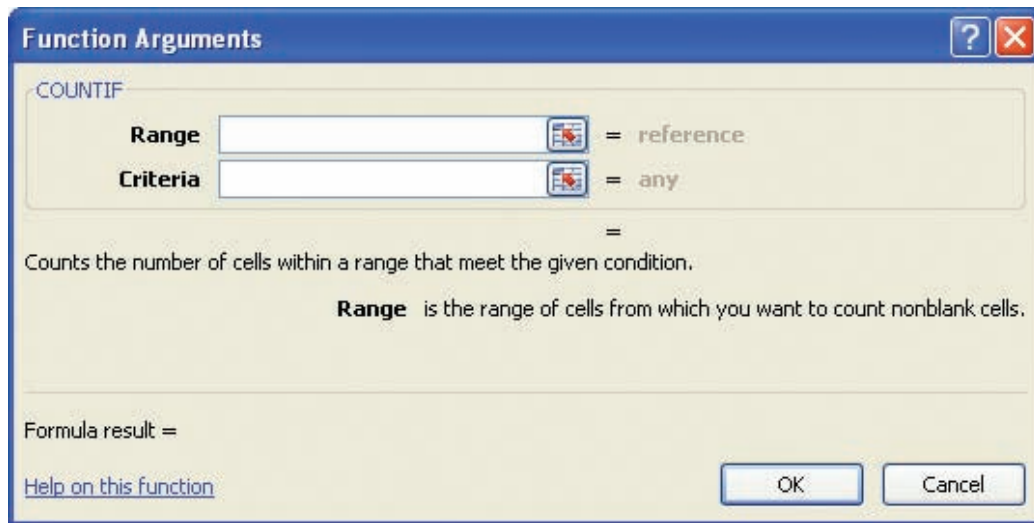 Function Arguments
COUNTIF
Range = reference
Criteria = any
=
Counts the number of cells within a range that meet the given condition.
Range is the range of cells from which you want to count nonblank cells.
Formula result =
Help on this function OK Cancel